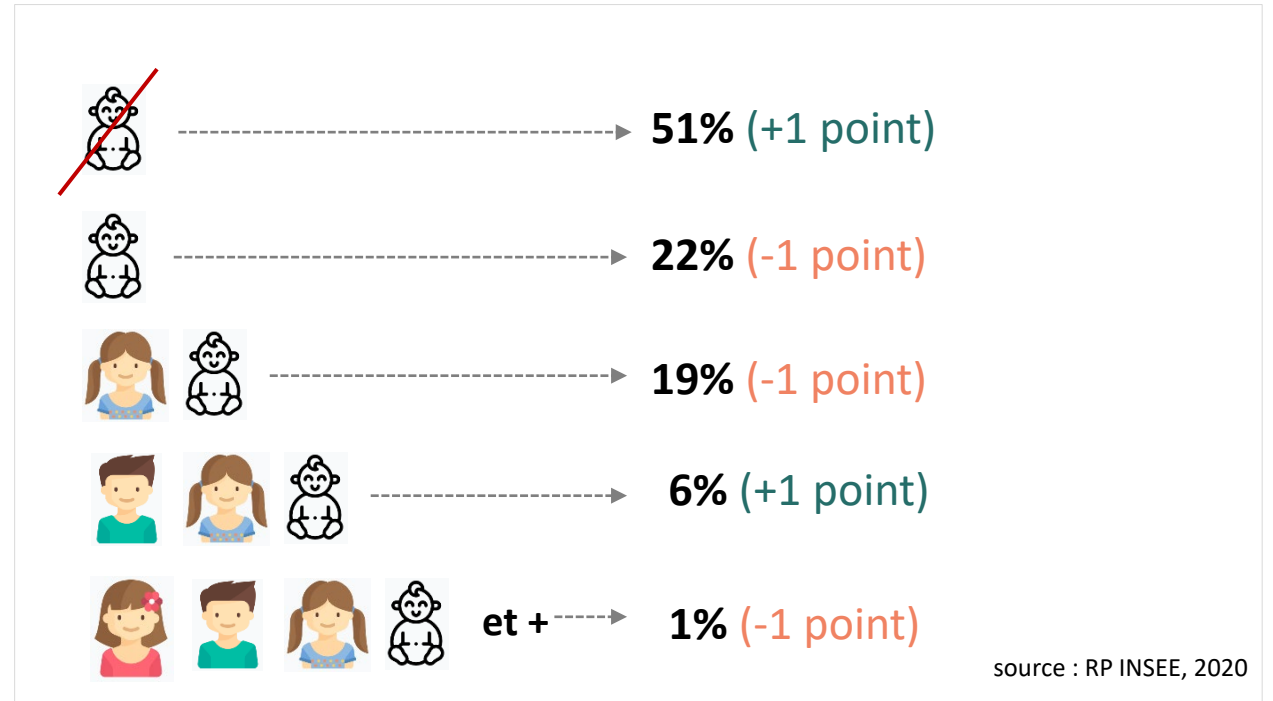 51% (+1 point)
22% (-1 point)
19% (-1 point)
6% (+1 point)
et + 1% (-1 point)
source : RP INSEE, 2020